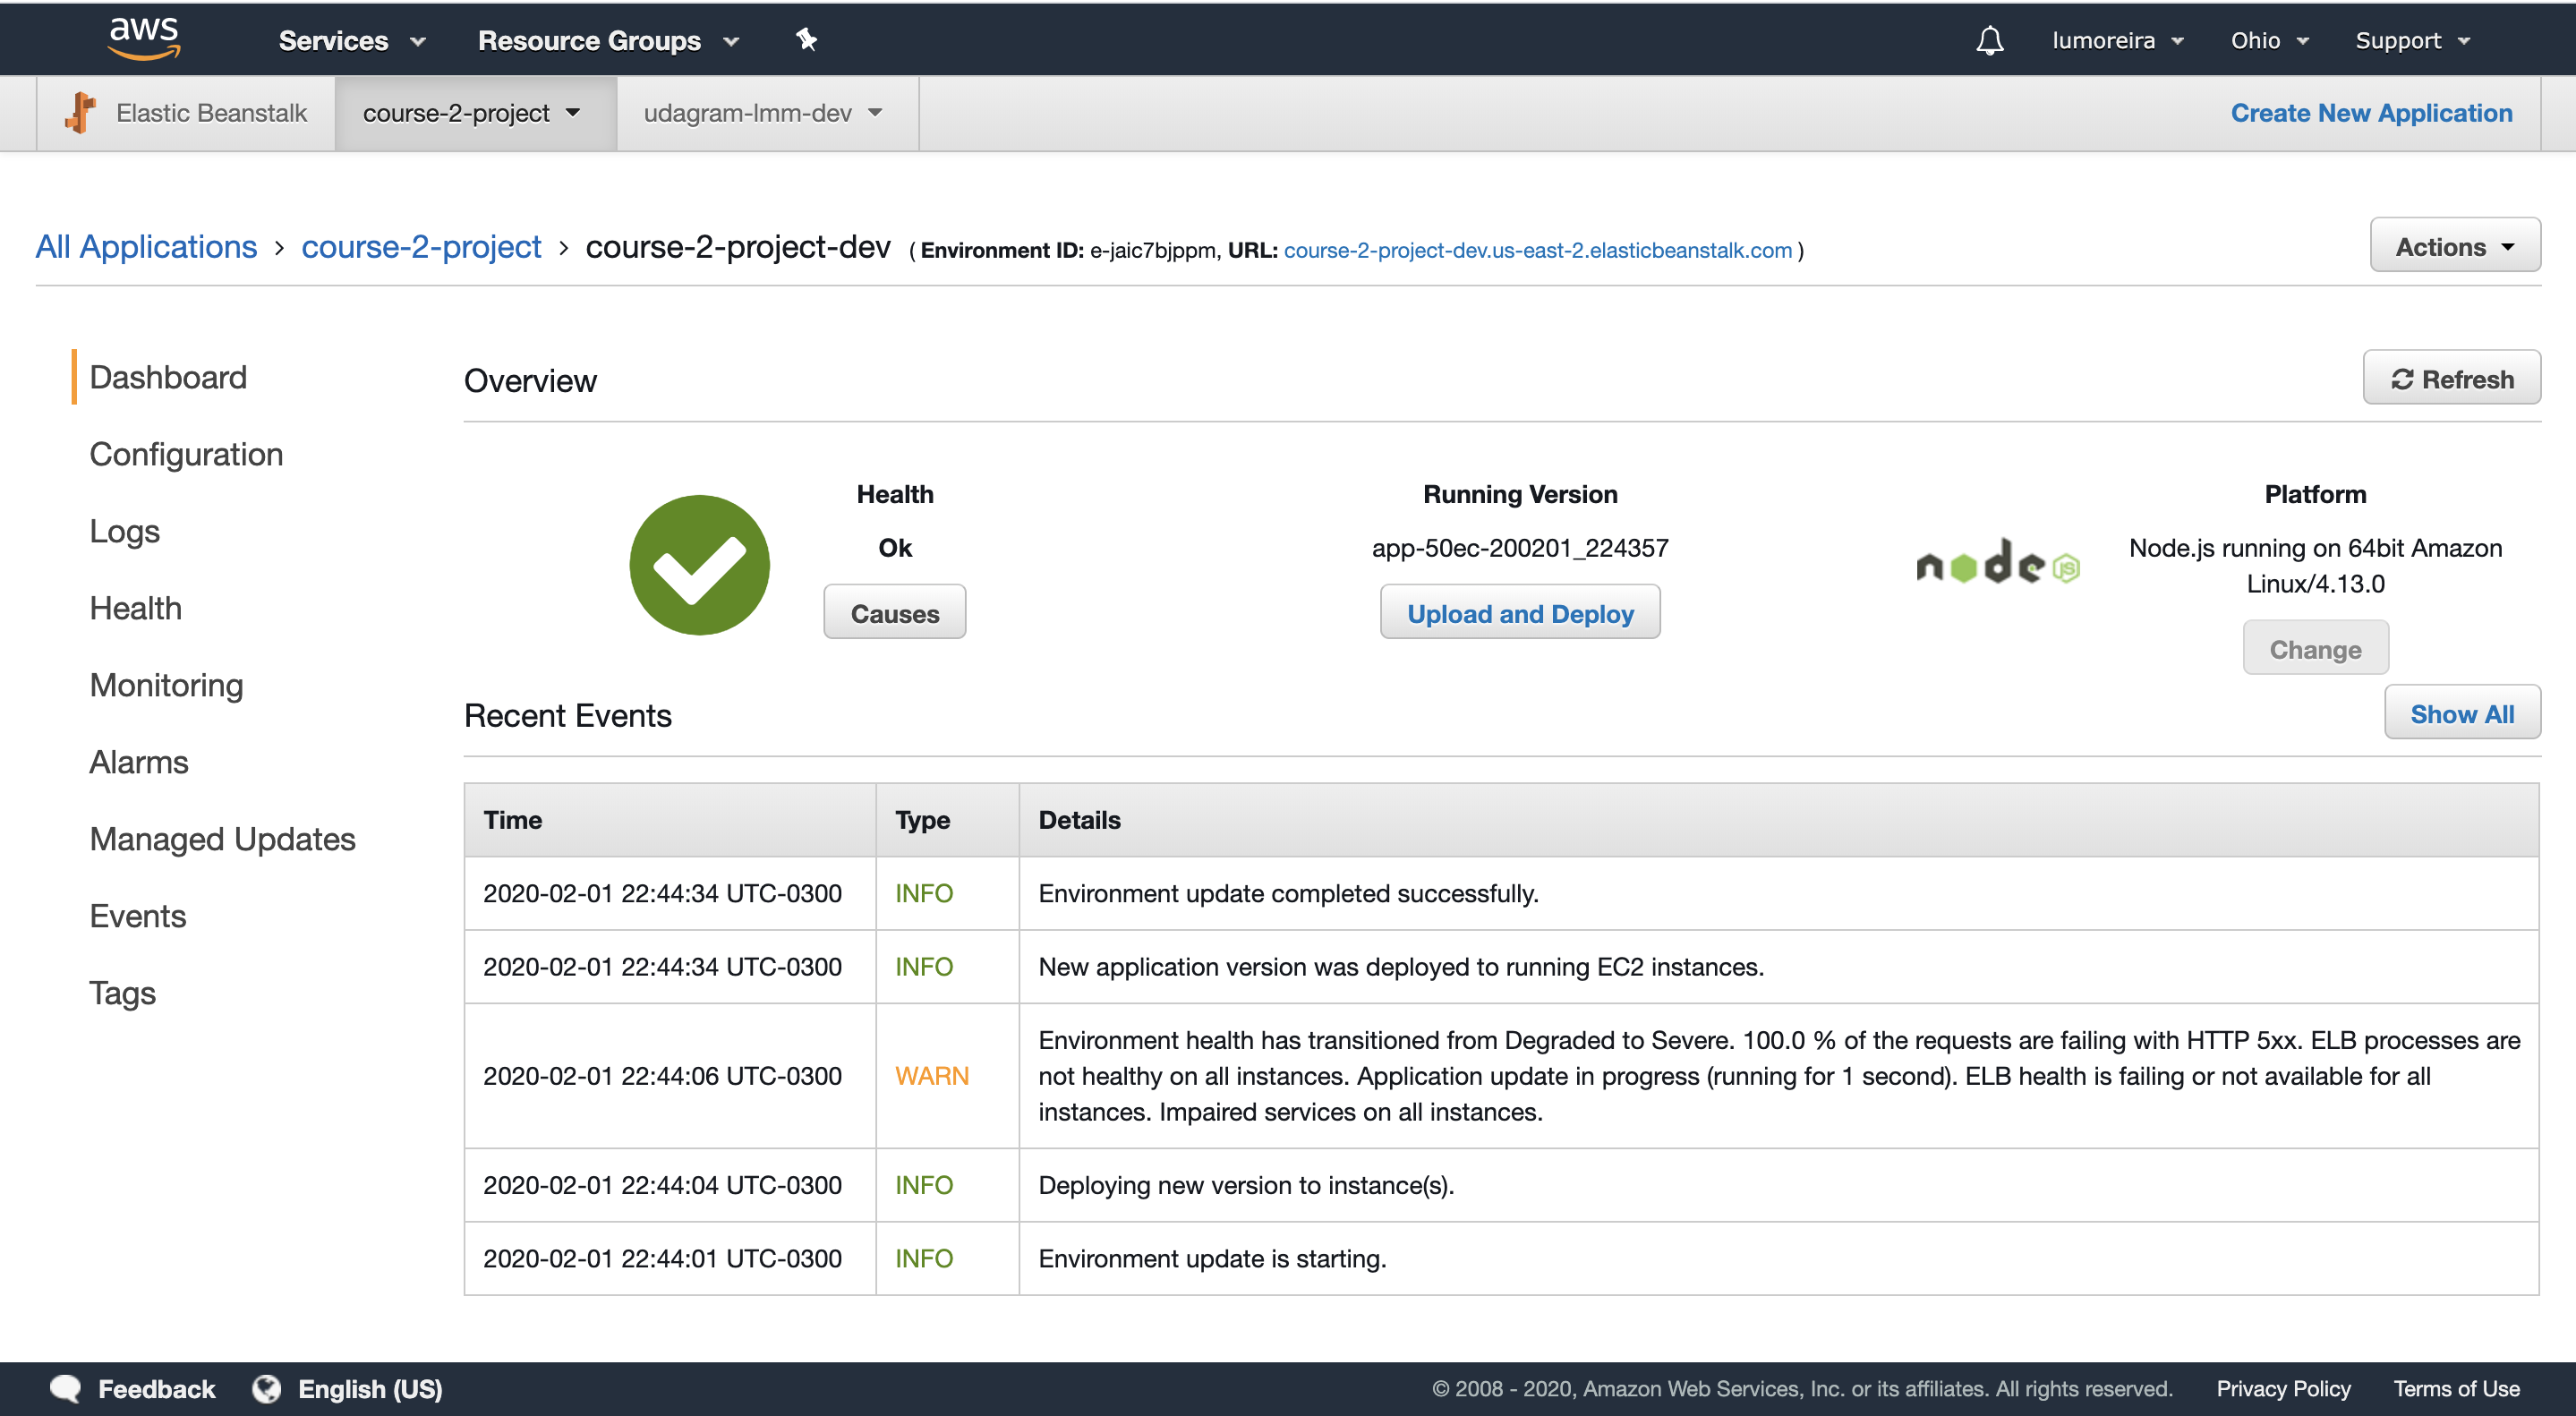 aws Services Resource Groups lumoreira Ohio Support
Elastic Beanstalk course-2-project udagram-lmm-dev Create New Application
All Applications › course-2-project › course-2-project-dev ( Environment ID: e-jaic7bjppm, URL: course-2-project-dev.us-east-2.elasticbeanstalk.com ) Actions
Dashboard
Configuration
Logs
Health
Monitoring
Alarms
Managed Updates
Events
Tags
Overview Refresh
Health
Ok
Causes
Running Version
app-50ec-200201_224357
Upload and Deploy
node JS
Platform
Node.js running on 64bit Amazon
Linux/4.13.0
Change
Recent Events Show All
Time Type Details
2020-02-01 22:44:34 UTC-0300 INFO Environment update completed successfully.
2020-02-01 22:44:34 UTC-0300 INFO New application version was deployed to running EC2 instances.
2020-02-01 22:44:06 UTC-0300 WARN Environment health has transitioned from Degraded to Severe. 100.0 % of the requests are failing with HTTP 5xx. ELB processes are
not healthy on all instances. Application update in progress (running for 1 second). ELB health is failing or not available for all
instances. Impaired services on all instances.
2020-02-01 22:44:04 UTC-0300 INFO Deploying new version to instance(s).
2020-02-01 22:44:01 UTC-0300 INFO Environment update is starting.
Feedback English (US) © 2008 - 2020, Amazon Web Services, Inc. or its affiliates. All rights reserved. Privacy Policy Terms of Use